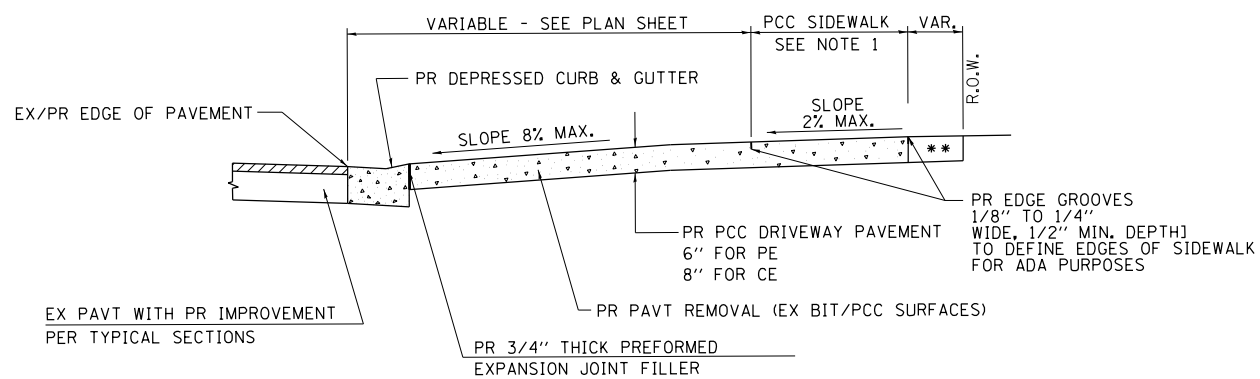 VARIABLE - SEE PLAN SHEET
PCC SIDEWALK
SEE NOTE 1
VAR.
R.O.W.
PR DEPRESSED CURB & GUTTER
EX/PR EDGE OF PAVEMENT
SLOPE 8% MAX.
SLOPE
2% MAX.
**
PR EDGE GROOVES
1/8" TO 1/4"
WIDE, 1/2" MIN. DEPTH]
TO DEFINE EDGES OF SIDEWALK
FOR ADA PURPOSES
PR PCC DRIVEWAY PAVEMENT
6" FOR PE
8" FOR CE
PR PAVT REMOVAL (EX BIT/PCC SURFACES)
EX PAVT WITH PR IMPROVEMENT
PER TYPICAL SECTIONS
PR 3/4" THICK PREFORMED
EXPANSION JOINT FILLER